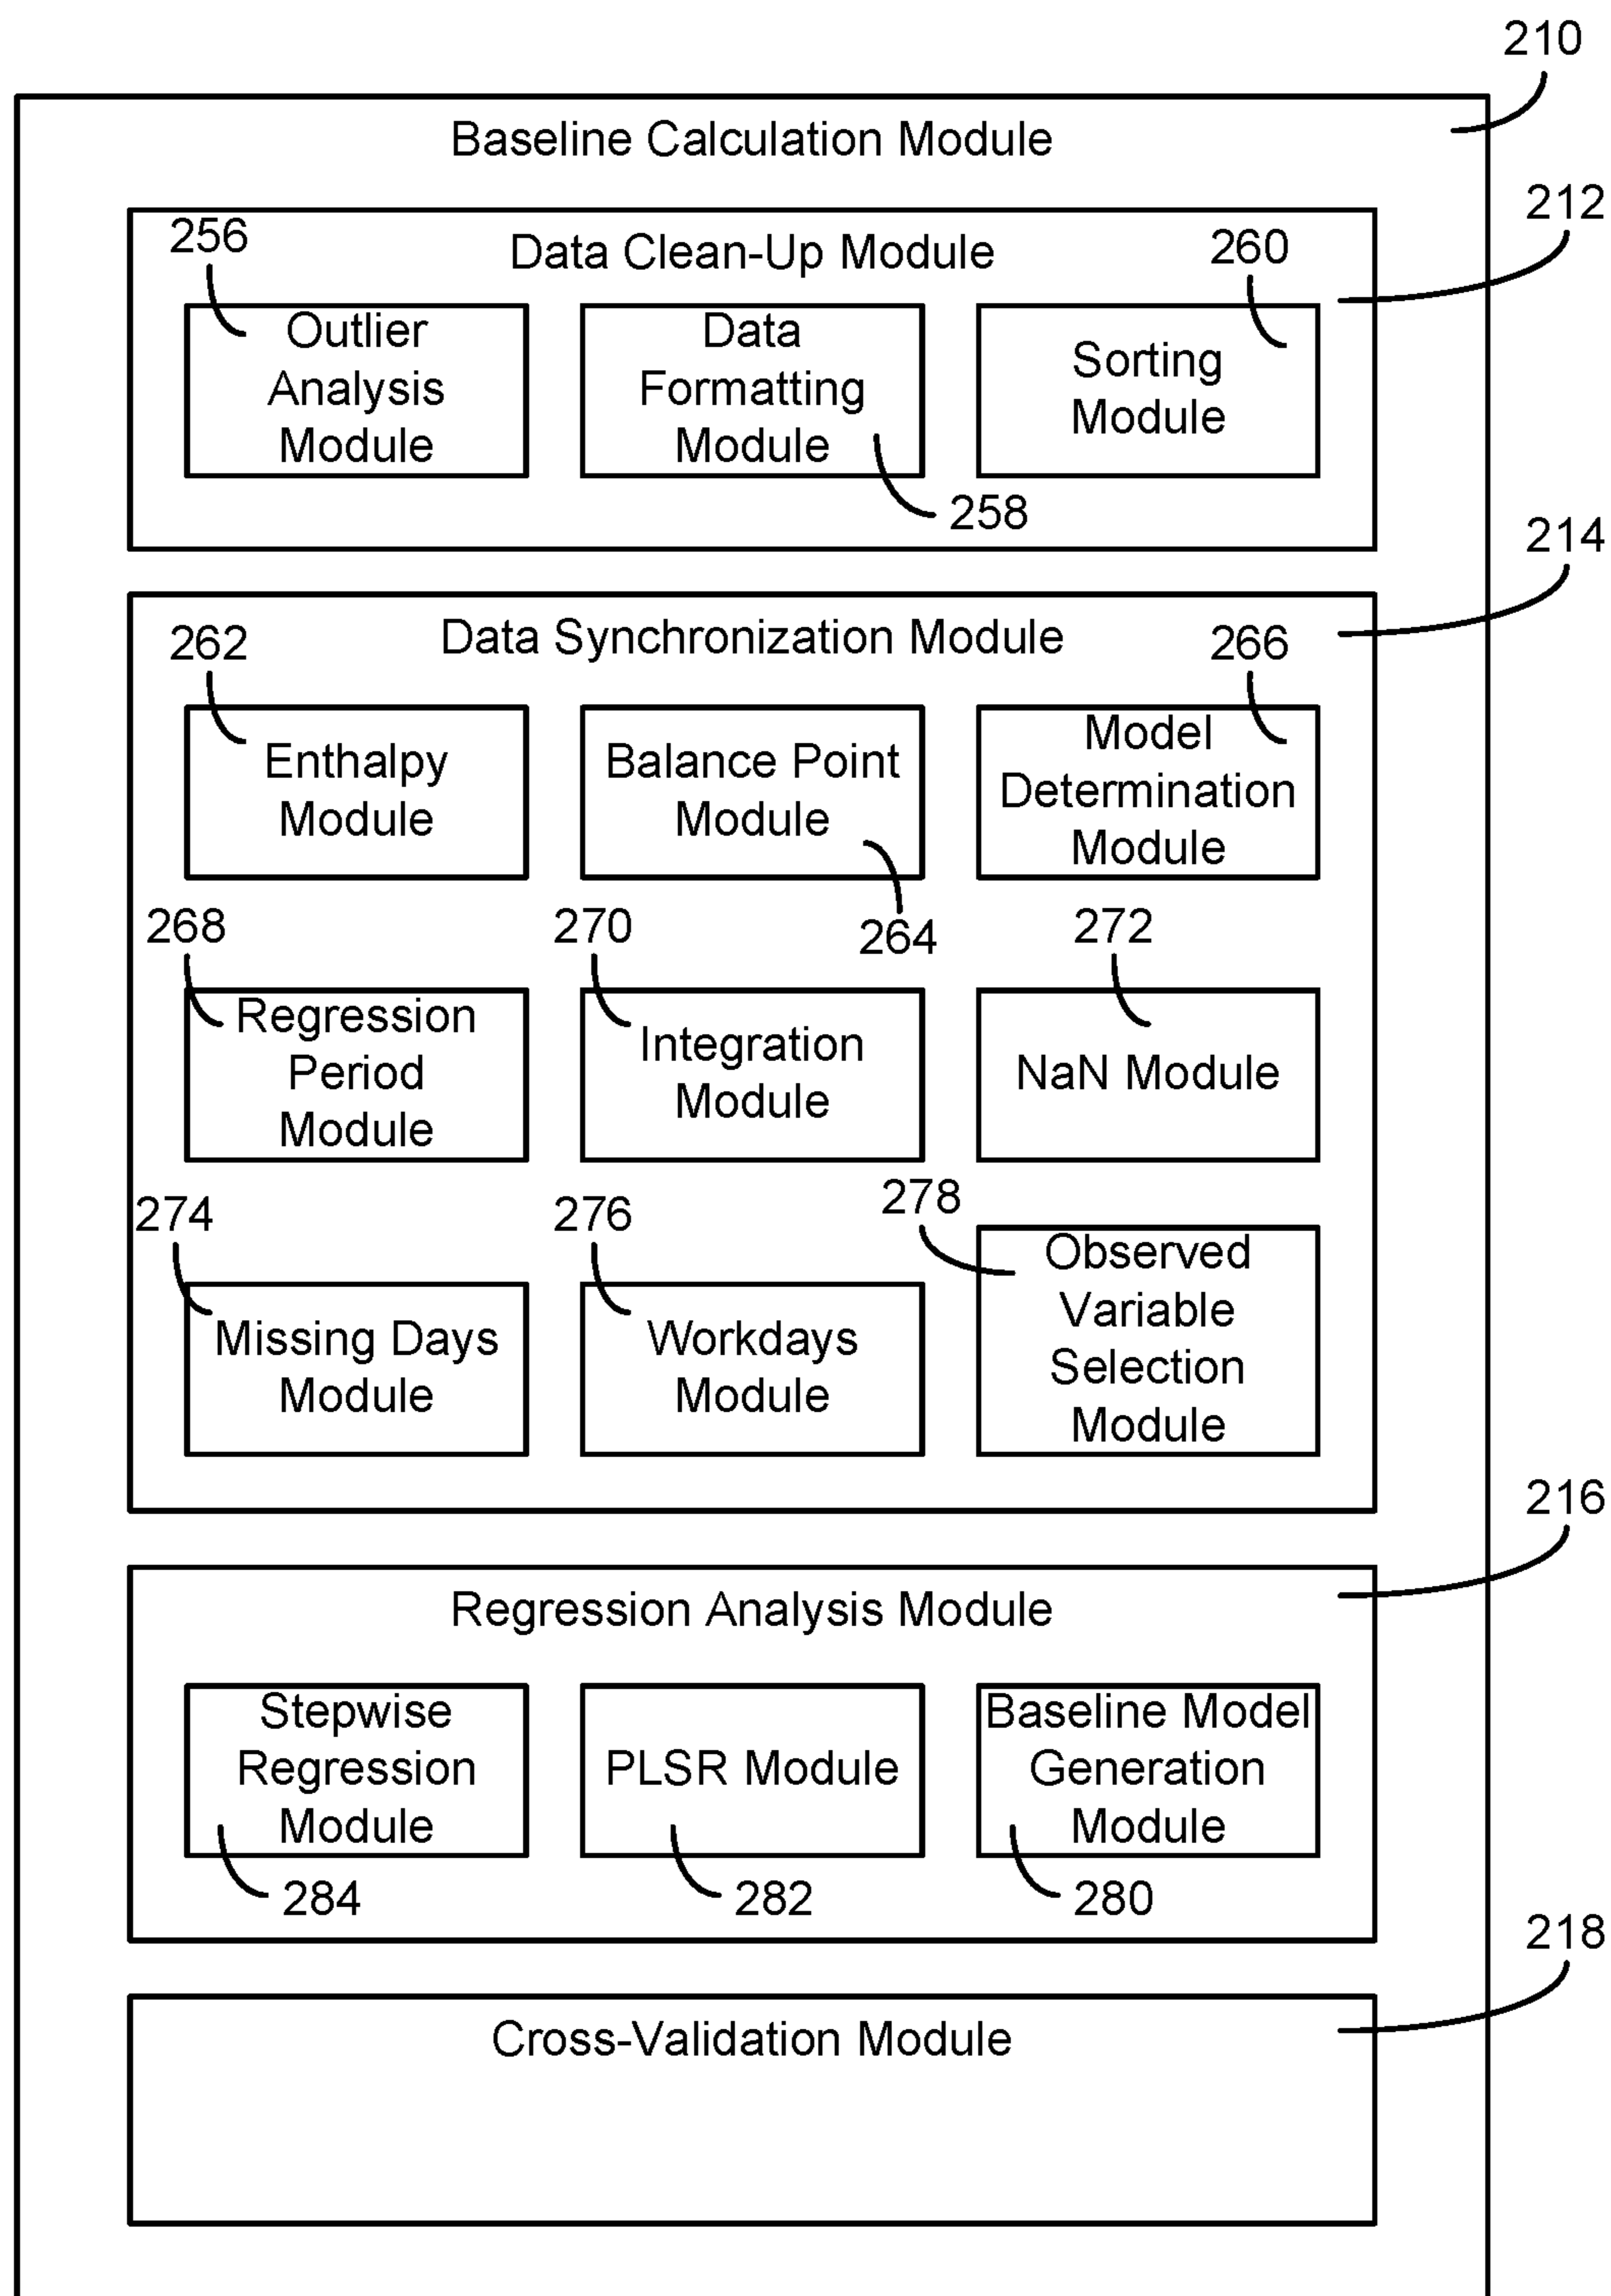 210
Baseline Calculation Module
212
256
Data Clean-Up Module
260
Outlier
Analysis
Module
Data
Formatting
Module
Sorting
Module
258
214
262
Data Synchronization Module
266
Enthalpy
Module
Balance Point
Module
Model
Determination
Module
268
270
264
272
Regression
Period
Module
Integration
Module
NaN Module
274
276
278
Missing Days
Module
Workdays
Module
Observed
Variable
Selection
Module
216
Regression Analysis Module
Stepwise
Regression
Module
PLSR Module
Baseline Model
Generation
Module
284
282
280
218
Cross-Validation Module